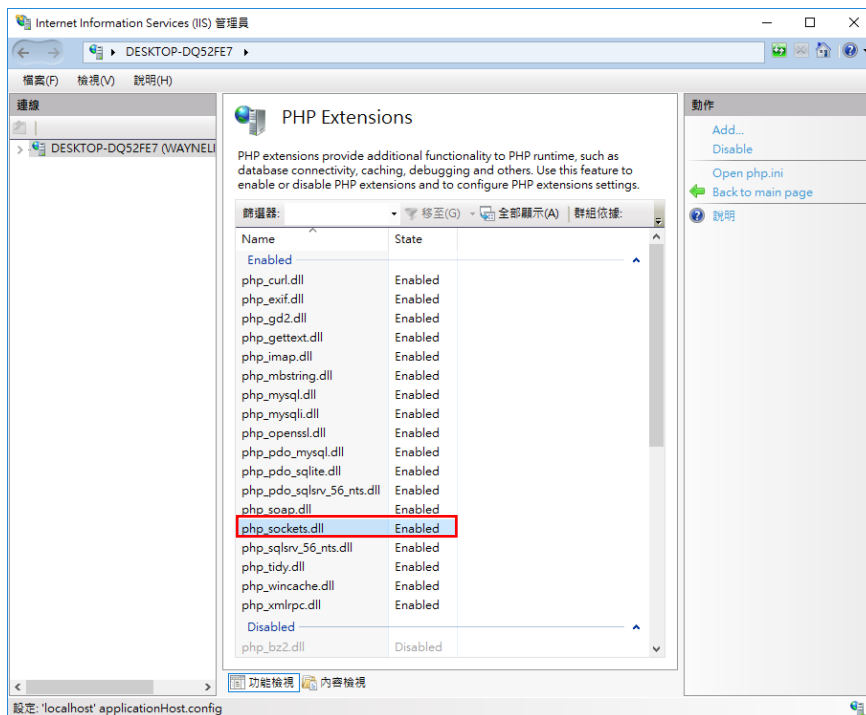 Internet Information Services (IIS) 管理員
DESKTOP-DQ52FE7
檔案(F) 檢視(V) 說明(H)
連線
DESKTOP-DQ52FE7 (WAYNELI
PHP Extensions
PHP extensions provide additional functionality to PHP runtime, such as
database connectivity, caching, debugging and others. Use this feature to
enable or disable PHP extensions and to configure PHP extensions settings.
篩選器: 移至(G) 全部顯示(A) 群組依據:
Name State
Enabled
php_curl.dll Enabled
php_exif.dll Enabled
php_gd2.dll Enabled
php_gettext.dll Enabled
php_imap.dll Enabled
php_mbstring.dll Enabled
php_mysql.dll Enabled
php_mysqli.dll Enabled
php_openssl.dll Enabled
php_pdo_mysql.dll Enabled
php_pdo_sqlite.dll Enabled
php_pdo_sqlsrv_56_nts.dll Enabled
php_soap.dll Enabled
php_sockets.dll Enabled
php_sqlsrv_56_nts.dll Enabled
php_tidy.dll Enabled
php_wincache.dll Enabled
php_xmlrpc.dll Enabled
Disabled
php_bz2.dll Disabled
功能檢視 內容檢視
動作
Add...
Disable
Open php.ini
Back to main page
說明
設定: 'localhost' applicationHost.config